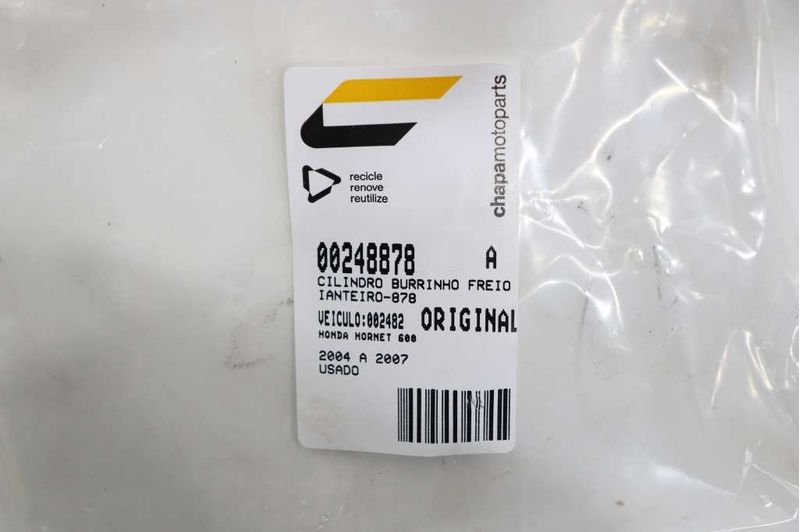 chapamotoparts
recicle
renove
reutilize
00248878 A
CILINDRO BURRINHO FREIO
IANTEIRO-878
VEICULO:002482 ORIGINAL
HONDA HORNET 600
2004 A 2007
USADO